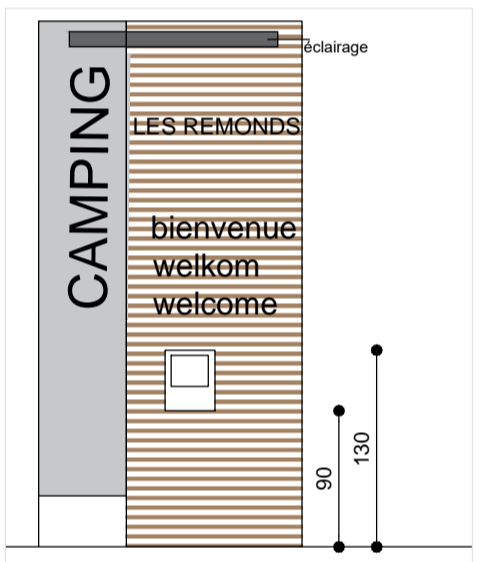 éclairage
CAMPING
LES REMONDS
bienvenue
welkom
welcome
90
130